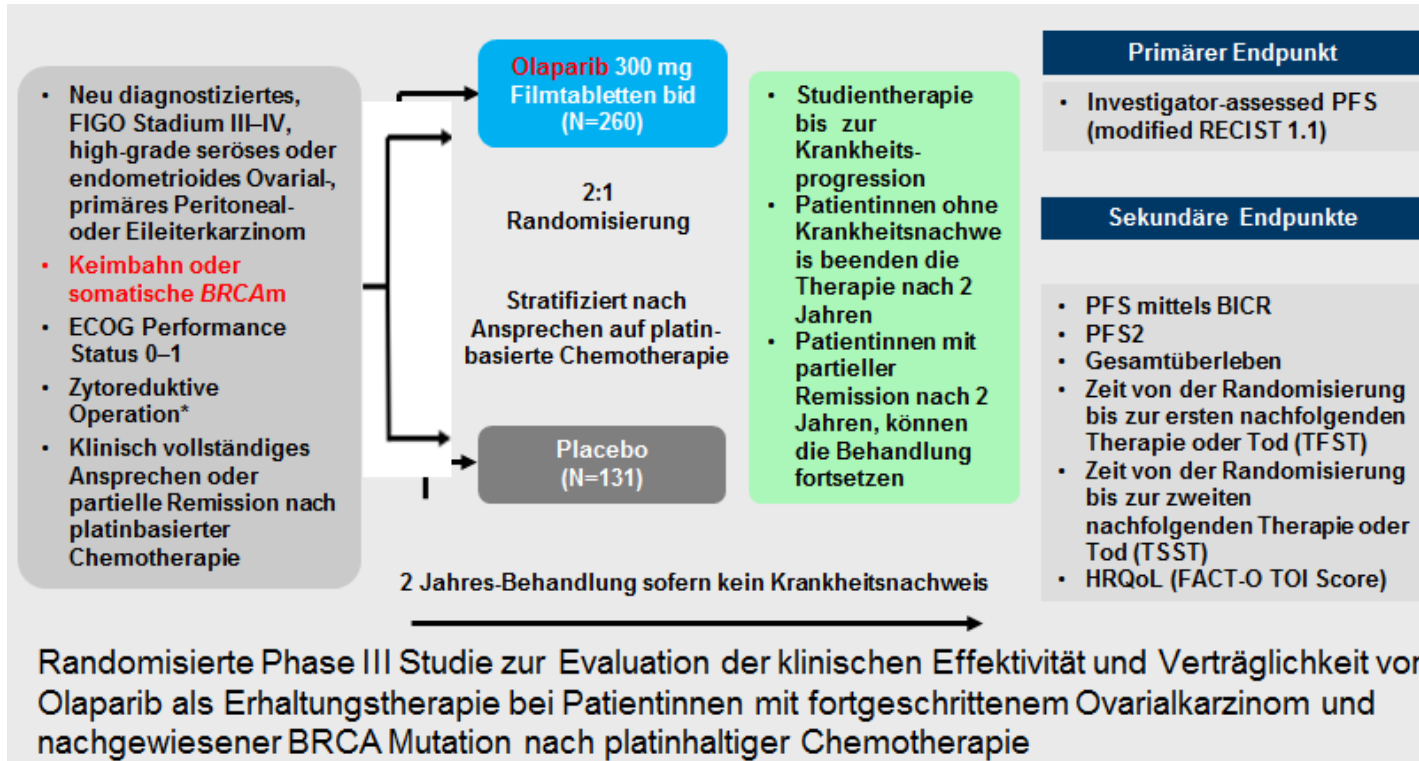 • Neu diagnostiziertes,
FIGO Stadium III–IV,
high-grade seröses oder
endometrioides Ovarial-,
primäres Peritoneal-
oder Eileiterkarzinom
• Keimbahn oder
somatische BRCAm
• ECOG Performance
Status 0–1
• Zytoreduktive
Operation*
• Klinisch vollständiges
Ansprechen oder
partielle Remission nach
platinbasierter
Chemotherapie
Olaparib 300 mg
Filmtabletten bid
(N=260)
2:1
Randomisierung
Stratifiziert nach
Ansprechen auf platin-
basierte Chemotherapie
Placebo
(N=131)
• Studientherapie
bis zur
Krankheits-
progression
• Patientinnen ohne
Krankheitsnachwe
is beenden die
Therapie nach 2
Jahren
• Patientinnen mit
partieller
Remission nach 2
Jahren, können
die Behandlung
fortsetzen
2 Jahres-Behandlung sofern kein Krankheitsnachweis
Primärer Endpunkt
• Investigator-assessed PFS
(modified RECIST 1.1)
Sekundäre Endpunkte
• PFS mittels BICR
• PFS2
• Gesamtüberleben
• Zeit von der Randomisierung
bis zur ersten nachfolgenden
Therapie oder Tod (TFST)
• Zeit von der Randomisierung
bis zur zweiten
nachfolgenden Therapie oder
Tod (TSST)
• HRQoL (FACT-O TOI Score)
Randomisierte Phase III Studie zur Evaluation der klinischen Effektivität und Verträglichkeit von
Olaparib als Erhaltungstherapie bei Patientinnen mit fortgeschrittenem Ovarialkarzinom und
nachgewiesener BRCA Mutation nach platinhaltiger Chemotherapie